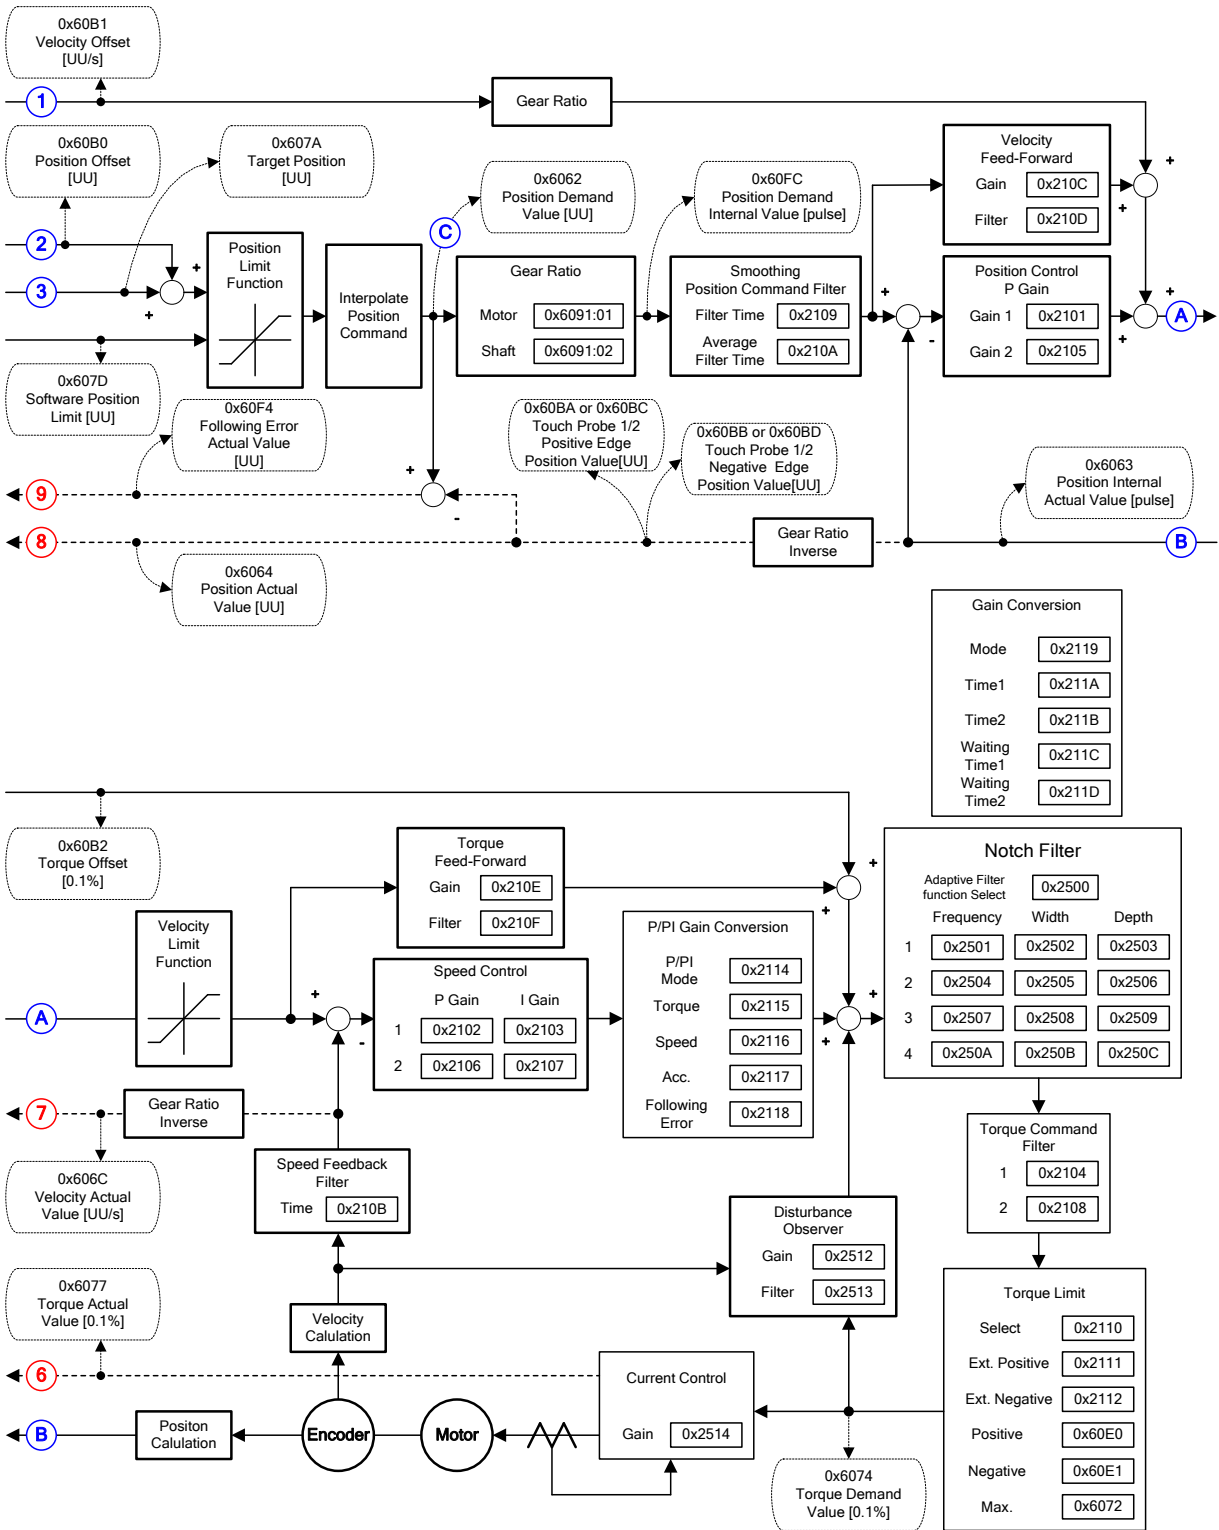 0x60B1
Velocity Offset
[UU/s]
1
Gear Ratio
0x60B0
Position Offset
[UU]
0x607A
Target Position
[UU]
0x6062
Position Demand
Value [UU]
0x60FC
Position Demand
Internal Value [pulse]
Velocity
Feed-Forward
Gain 0x210C
Filter 0x210D
+
+
C
2
3
+
+
Position
Limit
Function
Interpolate
Position
Command
Gear Ratio
Motor 0x6091:01
Shaft 0x6091:02
Smoothing
Position Command Filter
Filter Time 0x2109
Average
Filter Time 0x210A
+
-
Position Control
P Gain
Gain 1 0x2101
Gain 2 0x2105
+
+
A
0x607D
Software Position
Limit [UU]
0x60F4
Following Error
Actual Value
[UU]
0x60BA or 0x60BC
Touch Probe 1/2
Positive Edge
Position Value[UU]
0x60BB or 0x60BD
Touch Probe 1/2
Negative Edge
Position Value[UU]
0x6063
Position Internal
Actual Value [pulse]
+
-
9
8
Gear Ratio
Inverse
B
0x6064
Position Actual
Value [UU]
Gain Conversion
Mode 0x2119
Time1 0x211A
Time2 0x211B
Waiting
Time1 0x211C
Waiting
Time2 0x211D
0x60B2
Torque Offset
[0.1%]
Torque
Feed-Forward
Gain 0x210E
Filter 0x210F
+
+
Notch Filter
Adaptive Filter
function Select 0x2500
Frequency Width Depth
1 0x2501 0x2502 0x2503
2 0x2504 0x2505 0x2506
3 0x2507 0x2508 0x2509
4 0x250A 0x250B 0x250C
Velocity
Limit
Function
A
+
-
Speed Control
P Gain I Gain
1 0x2102 0x2103
2 0x2106 0x2107
P/PI Gain Conversion
P/PI
Mode 0x2114
Torque 0x2115
Speed 0x2116
Acc. 0x2117
Following
Error 0x2118
+
+
7
Gear Ratio
Inverse
0x606C
Velocity Actual
Value [UU/s]
Speed Feedback
Filter
Time 0x210B
Torque Command
Filter
1 0x2104
2 0x2108
Disturbance
Observer
Gain 0x2512
Filter 0x2513
0x6077
Torque Actual
Value [0.1%]
Velocity
Calulation
6
Current Control
Gain 0x2514
Torque Limit
Select 0x2110
Ext. Positive 0x2111
Ext. Negative 0x2112
Positive 0x60E0
Negative 0x60E1
Max. 0x6072
B
Positon
Calulation
Encoder
Motor
0x6074
Torque Demand
Value [0.1%]